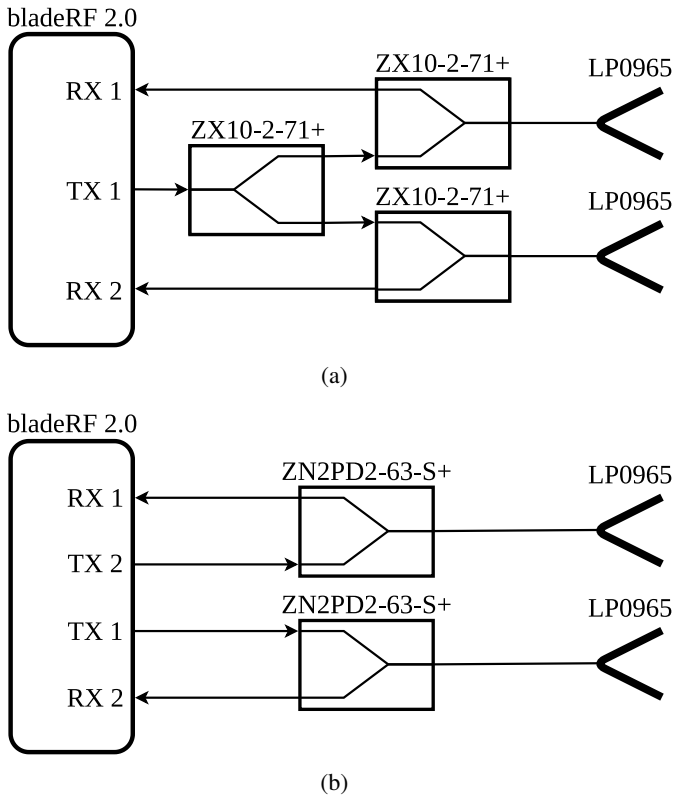 bladeRF 2.0
LP0965
ZX10-2-71+
RX 1
ZX10-2-71+
TX 1
LP0965
ZX10-2-71+
RX 2
(a)
bladeRF 2.0
ZN2PD2-63-S+
LP0965
RX 1
TX 2
ZN2PD2-63-S+
LP0965
TX 1
RX 2
(b)